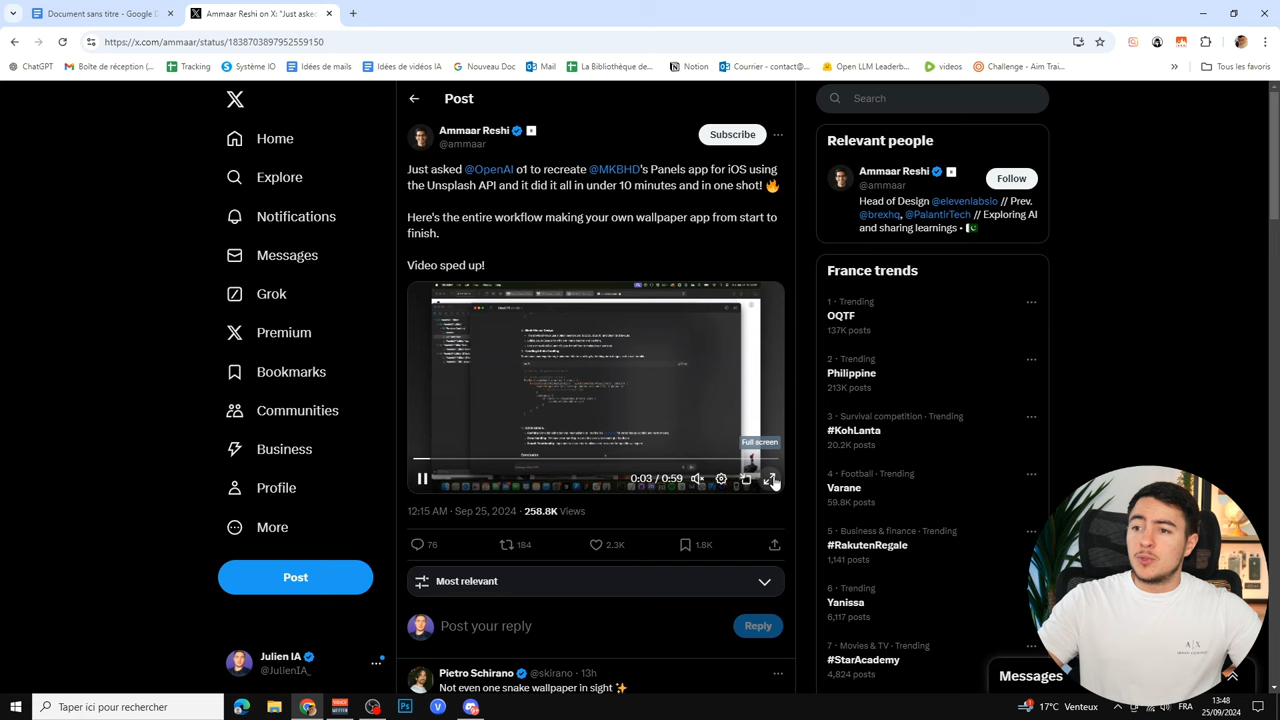 Document sans titre - Google D
Ammaar Reshi on X: "Just asked
https://x.com/ammaar/status/1838703897952559150
ChatGPT
Boîte de réception (...
Tracking
Système IO
Idées de mails
Idées de vidéos IA
Nouveau Doc
Mail
La Bibliothèque de...
Notion
Courrier - contact@...
Open LLM Leaderb...
videos
Challenge - Aim Trai...
»
Tous les favoris
Home
Explore
Notifications
Messages
Grok
Premium
Bookmarks
Communities
Business
Profile
More
Post
Julien IA
@JulienIA_
...
Post
Ammaar Reshi
@ammaar
Subscribe
Just asked @OpenAI o1 to recreate @MKBHD's Panels app for iOS using
the Unsplash API and it did it all in under 10 minutes and in one shot! 🔥
Here's the entire workflow making your own wallpaper app from start to
finish.
Video sped up!
Full screen
0:03 / 0:59
12:15 AM · Sep 25, 2024 · 258.8K Views
76
184
2.3K
1.8K
Most relevant
Post your reply
Reply
Pietro Schirano @skirano · 13h
Not even one snake wallpaper in sight ✨
Search
Relevant people
Ammaar Reshi
@ammaar
Follow
Head of Design @elevenlabsio // Prev.
@brexhq, @PalantirTech // Exploring AI
and sharing learnings • 🇵🇰
France trends
1 · Trending
OQTF
137K posts
2 · Trending
Philippine
213K posts
3 · Survival competition · Trending
#KohLanta
20.2K posts
4 · Football · Trending
Varane
59.8K posts
5 · Business & finance · Trending
#RakutenRegale
1,141 posts
6 · Trending
Yanissa
6,117 posts
7 · Movies & TV · Trending
#StarAcademy
4,824 posts
Messages
A|X
Taper ici pour rechercher
17°C Venteux
FRA
13:48
25/09/2024